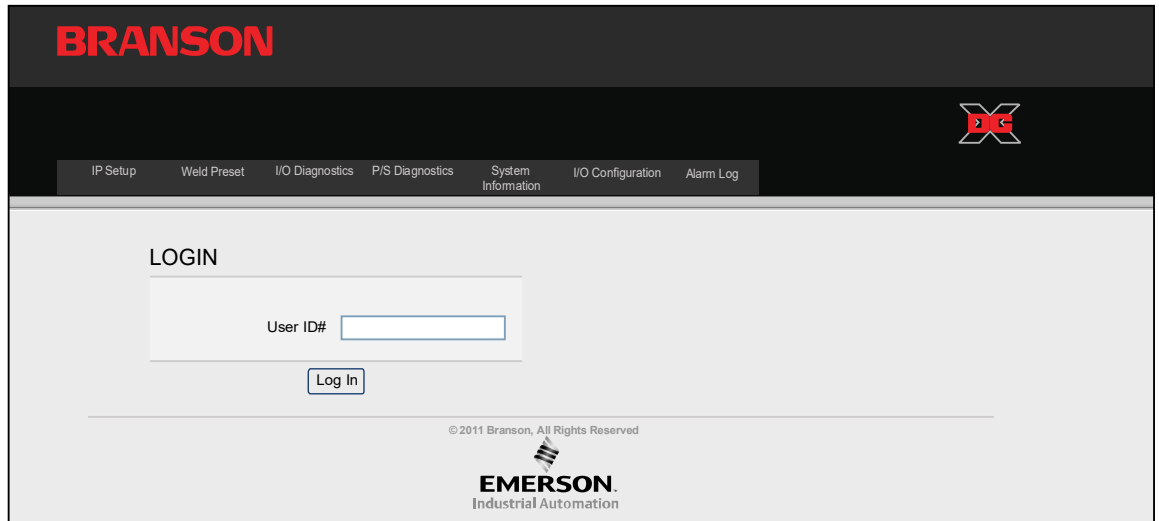 BRANSON
DCX
IP Setup Weld Preset I/O Diagnostics P/S Diagnostics System Information I/O Configuration Alarm Log
LOGIN
User ID#
Log In
© 2011 Branson, All Rights Reserved
EMERSON.
Industrial Automation